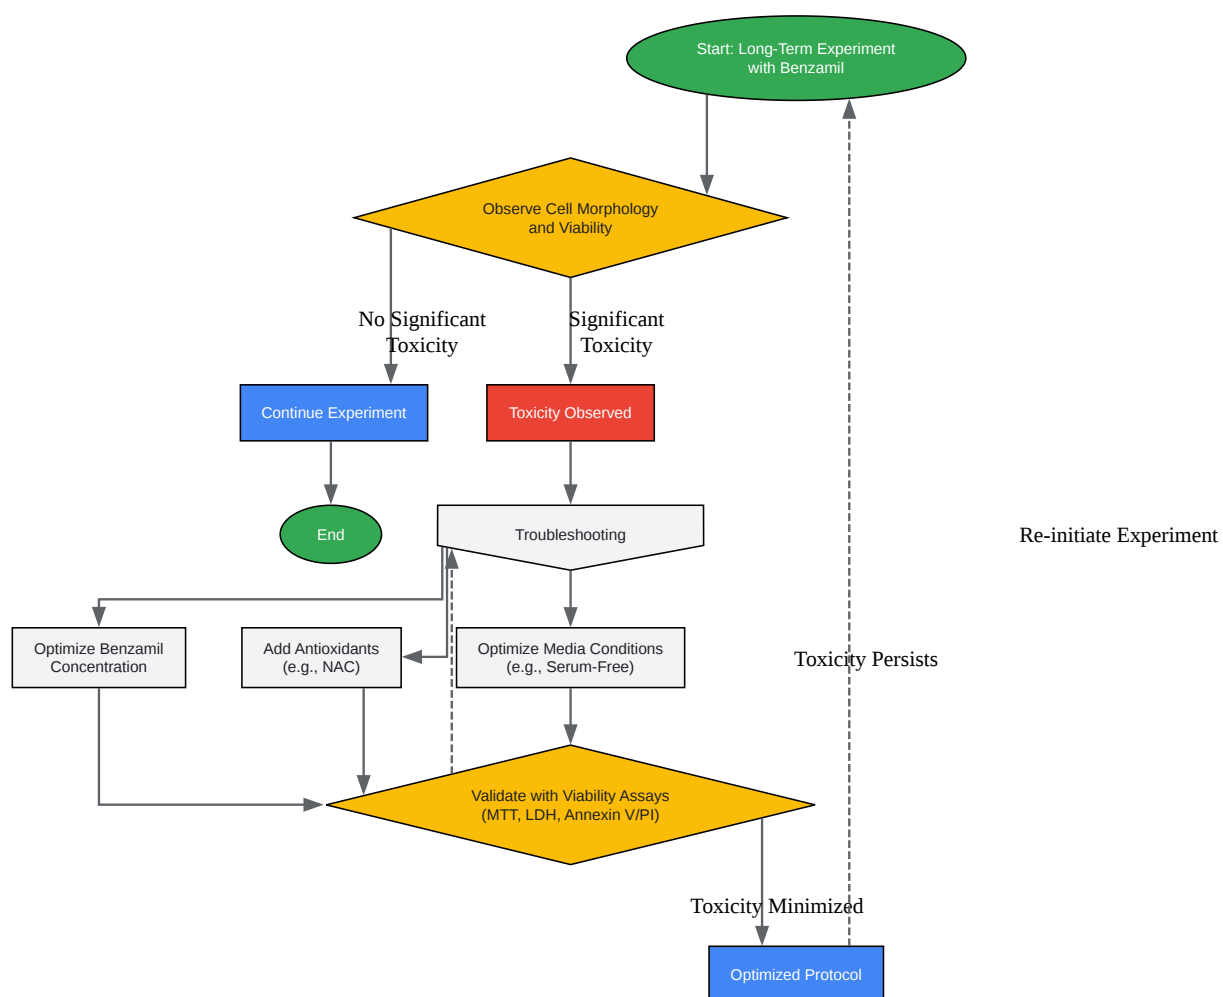 Start: Long-Term Experiment
with Benzamil
Observe Cell Morphology
and Viability
No Significant
Toxicity
Significant
Toxicity
Continue Experiment
Toxicity Observed
End
Troubleshooting
Re-initiate Experiment
Optimize Benzamil
Concentration
Add Antioxidants
(e.g., NAC)
Optimize Media Conditions
(e.g., Serum-Free)
Toxicity Persists
Validate with Viability Assays
(MTT, LDH, Annexin V/PI)
Toxicity Minimized
Optimized Protocol